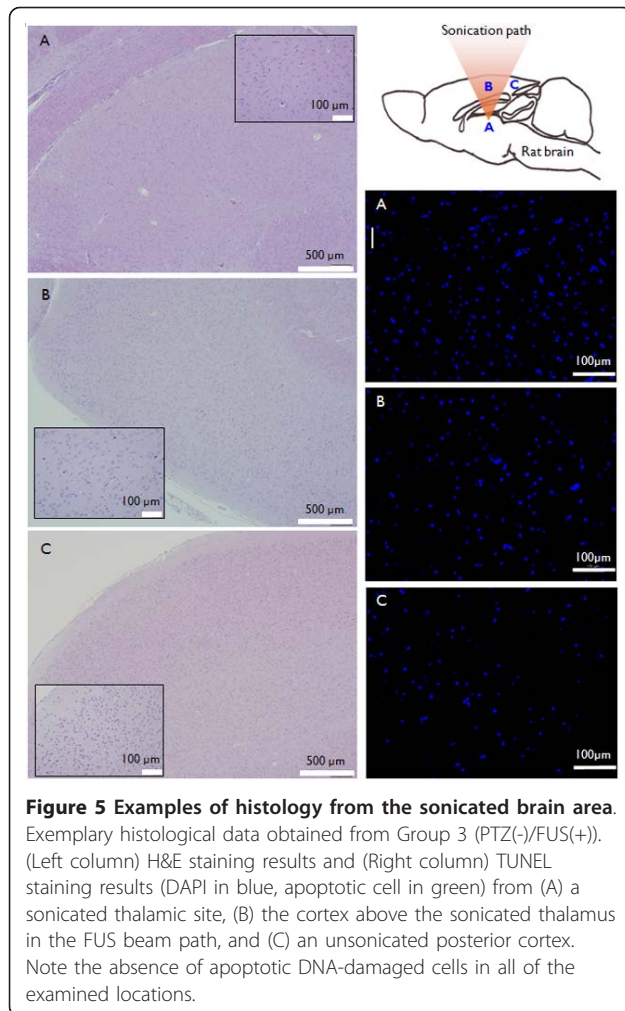 Sonication path
A
B
C
A
Rat brain
100 µm
500 µm
A
100µm
B
100 µm
500 µm
B
100µm
C
100 µm
500 µm
C
100µm
Figure 5 Examples of histology from the sonicated brain area.
Exemplary histological data obtained from Group 3 (PTZ(-)/FUS(+)).
(Left column) H&E staining results and (Right column) TUNEL
staining results (DAPI in blue, apoptotic cell in green) from (A) a
sonicated thalamic site, (B) the cortex above the sonicated thalamus
in the FUS beam path, and (C) an unsonicated posterior cortex.
Note the absence of apoptotic DNA-damaged cells in all of the
examined locations.